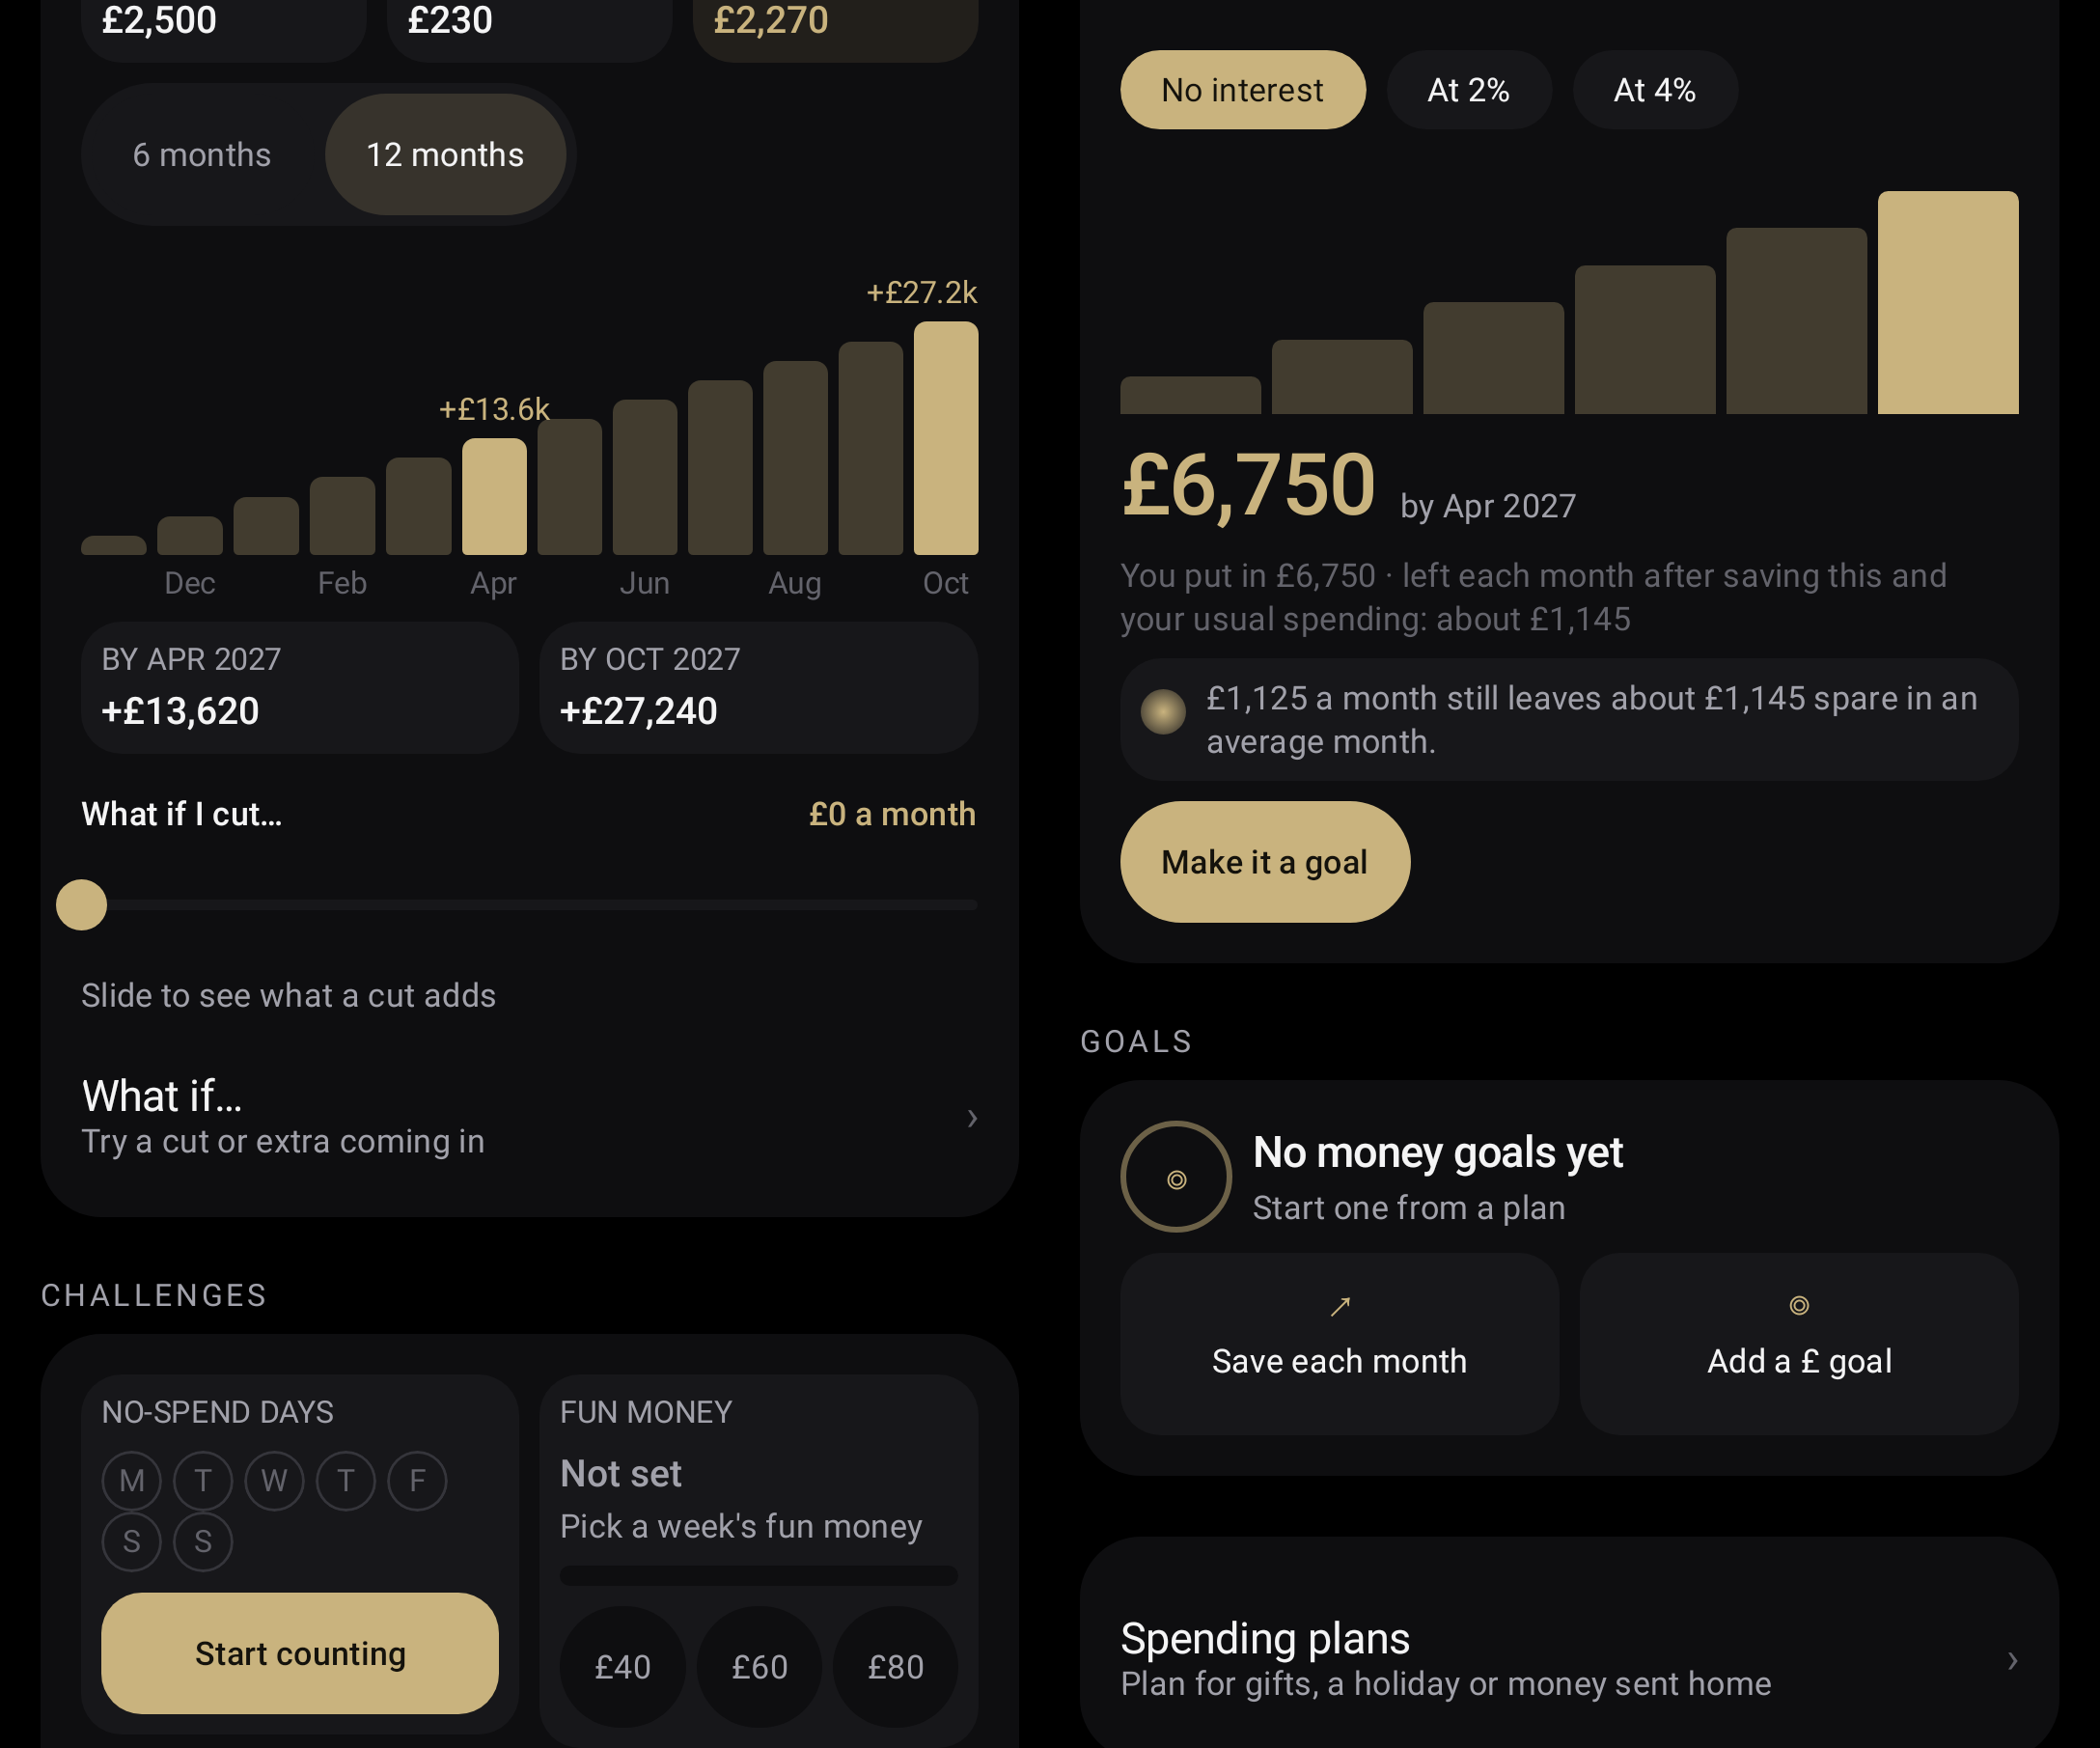 £2,500
£230
£2,270
6 months
12 months
+£27.2k
+£13.6k
Dec
Feb
Apr
Jun
Aug
Oct
BY APR 2027
+£13,620
BY OCT 2027
+£27,240
What if I cut…
£0 a month
Slide to see what a cut adds
What if…
Try a cut or extra coming in
›
CHALLENGES
NO-SPEND DAYS
M T W T F
S S
Start counting
FUN MONEY
Not set
Pick a week's fun money
£40
£60
£80
No interest
At 2%
At 4%
£6,750 by Apr 2027
You put in £6,750 · left each month after saving this and
your usual spending: about £1,145
£1,125 a month still leaves about £1,145 spare in an
average month.
Make it a goal
GOALS
◎
No money goals yet
Start one from a plan
↗
Save each month
◎
Add a £ goal
Spending plans
Plan for gifts, a holiday or money sent home
›